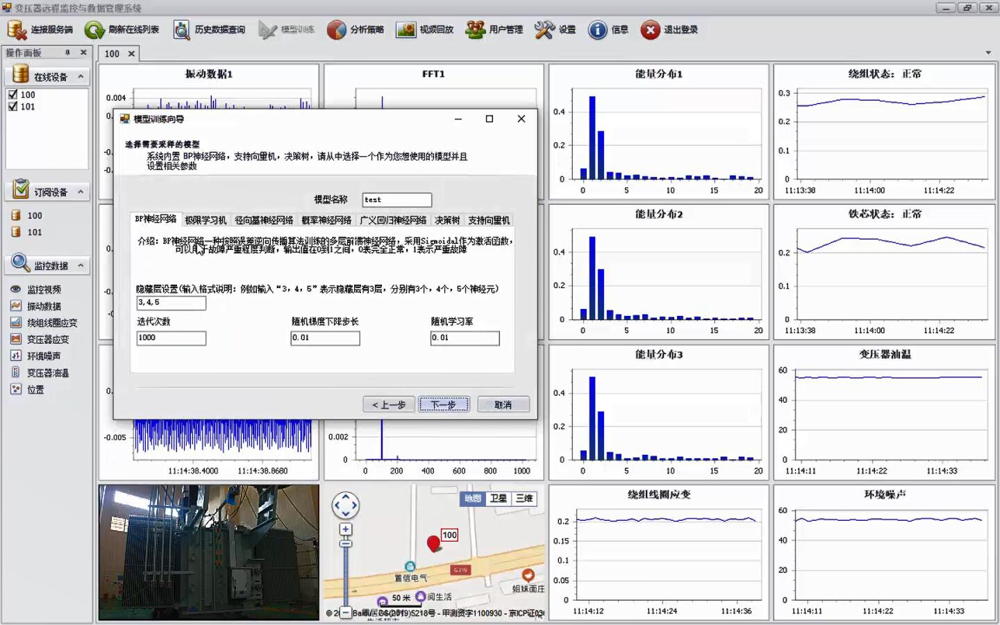 变压器远程监控与数据管理系统
连接服务端 刷新在线列表 历史数据查询 模型训练 分析策略 视频回放 用户管理 设置 信息 退出登录
操作面板
100
在线设备
100
101
订阅设备
100
101
监控数据
监控视频
振动数据
绕组线圈应变
变压器应变
环境噪声
变压器油温
位置
振动数据1
0.004
FFT1
能量分布1
0.4
0.2
0
0 5 10 15 20
绕组状态：正常
0.3
0.2
0.1
0
11:13:38 11:14:00 11:14:22
模型训练向导
选择需要采样的模型
系统内置 BP神经网络，支持向量机，决策树，请从中选择一个作为您想使用的模型并且
设置相关参数
模型名称 test
BP神经网络 极限学习机 径向基神经网络 概率神经网络 广义回归神经网络 决策树 支持向量机
介绍：BP神经网络一种按照误差逆向传播算法训练的多层前馈神经网络，采用Sigmoidal作为激活函数，
可以用于故障严重程度判断，输出值在0到1之间，0表完全正常，1表示严重故障
隐藏层设置(输入格式说明：例如输入“3，4，5”表示隐藏层有3层，分别有3个，4个，5个神经元)
3,4,5
迭代次数 随机梯度下降步长 随机学习率
1000 0.01 0.01
<上一步 下一步 取消
能量分布2
0.4
0.2
0
0 5 10 15 20
铁芯状态：正常
0.2
0.1
0
11:13:38 11:14:00 11:14:22
-0.005
11:14:38.4000 11:14:38.8680
0.002
0
0 200 400 600 800 1000
能量分布3
0.4
0.2
0
0 5 10 15 20
变压器油温
60
40
20
0
11:14:11 11:14:22 11:14:33
地图 卫星 三维
100
置信电气
G319
姐妹面庄
50 米
闾生活
Baidu - GS(2019)5218号 - 甲测资字1100930 - 京ICP证03
绕组线圈应变
0.2
0.15
0.1
0.05
0
11:14:12 11:14:24 11:14:36
环境噪声
60
40
20
0
11:14:11 11:14:22 11:14:33